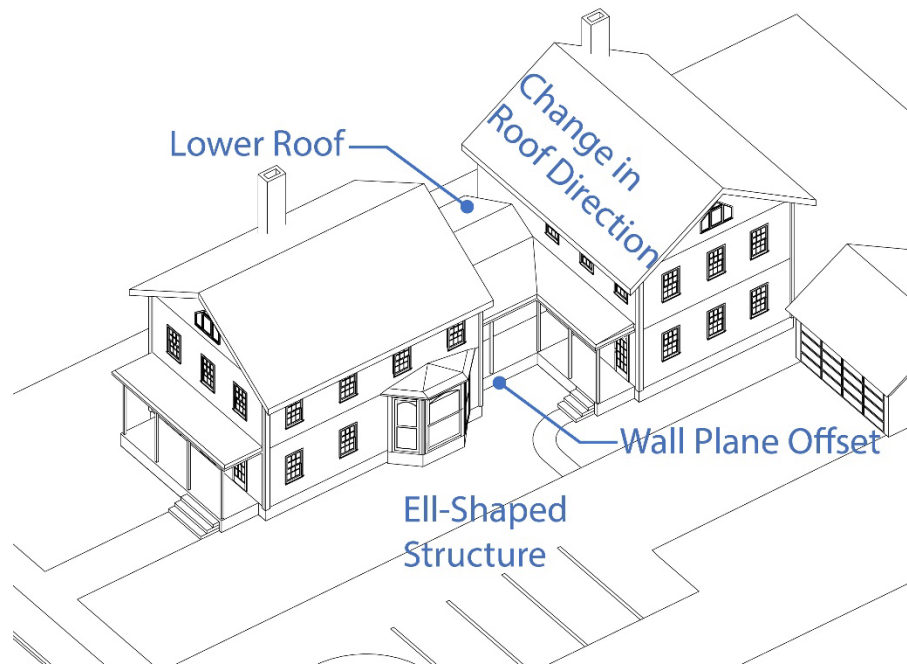 Change in
Roof Direction
Lower Roof
Wall Plane Offset
Ell-Shaped
Structure